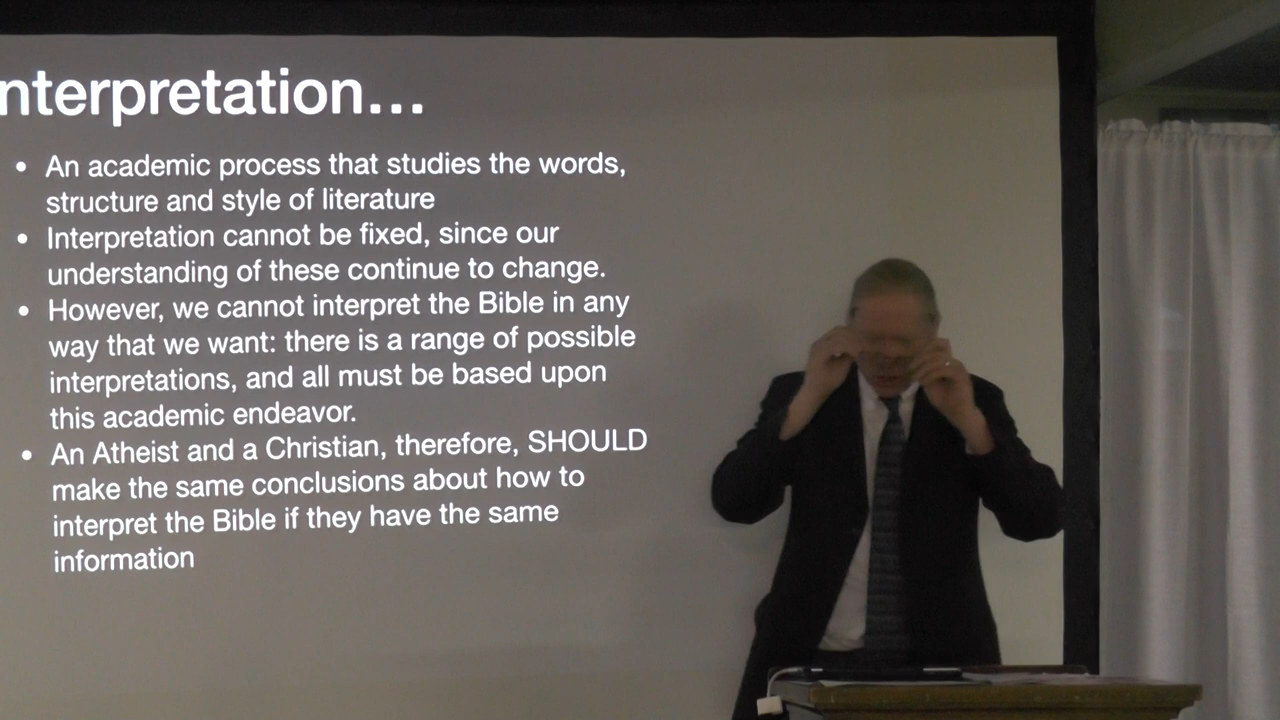 nterpretation...
• An academic process that studies the words,
structure and style of literature
• Interpretation cannot be fixed, since our
understanding of these continue to change.
• However, we cannot interpret the Bible in any
way that we want: there is a range of possible
interpretations, and all must be based upon
this academic endeavor.
• An Atheist and a Christian, therefore, SHOULD
make the same conclusions about how to
interpret the Bible if they have the same
information